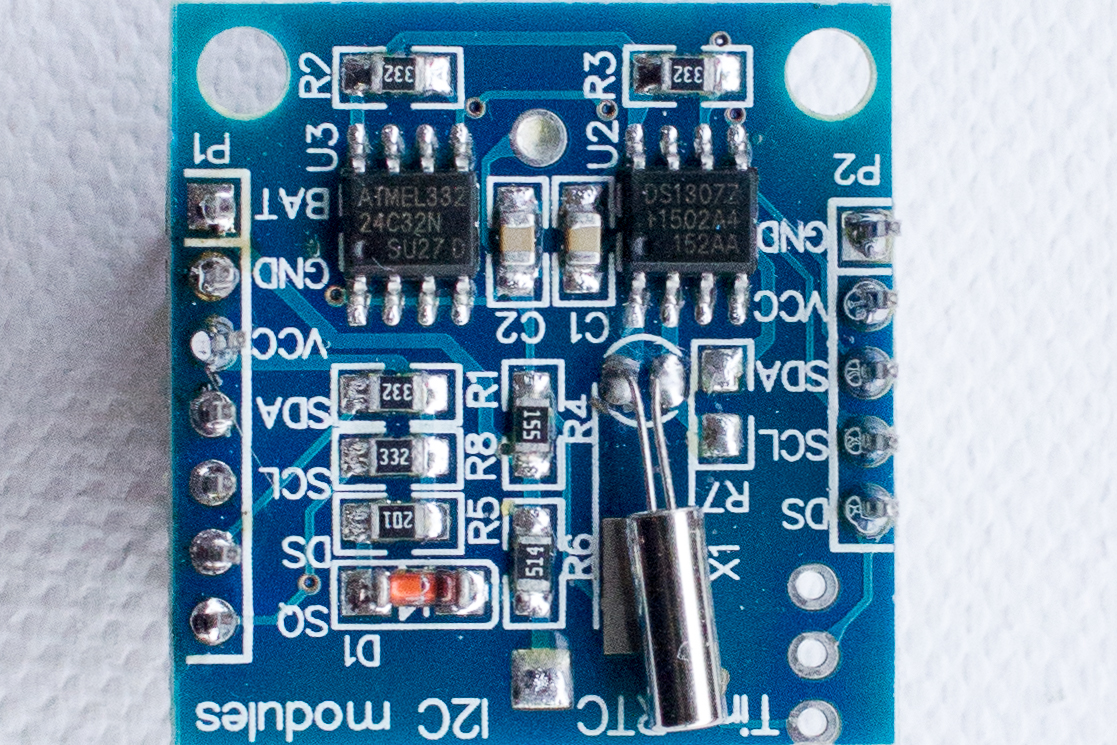 R2
332
R3
332
P1
U3
U2
P2
BAT
GND
VCC
SDA
SCL
DS
SQ
ATMEL332
24C32N
SU27 D
DS1307Z
1502A4
152AA
GND
VCC
SDA
SCL
DS
C2
C1
332
R1
332
R8
201
R5
551
R4
514
R6
R7
X1
D1
I2C modules
RTC